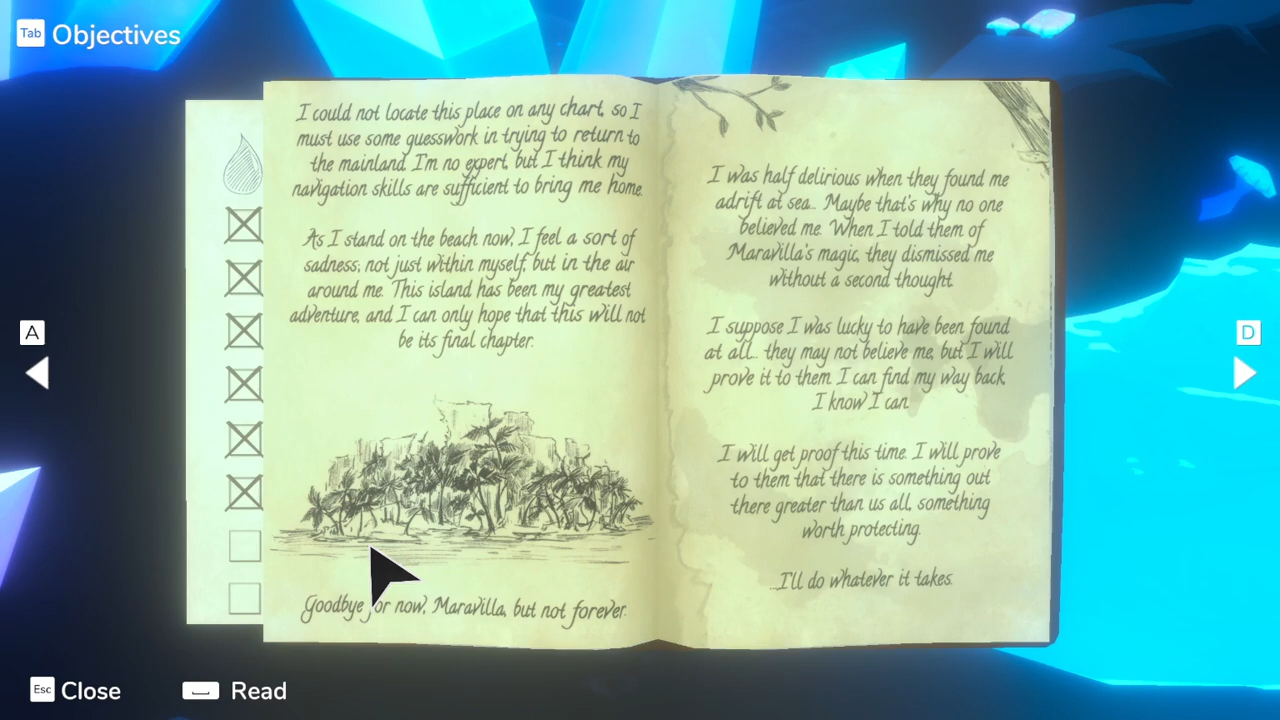 Tab Objectives
I could not locate this place on any chart, so I
must use some guesswork in trying to return to
the mainland. I'm no expert, but I think my
navigation skills are sufficient to bring me home.
As I stand on the beach now, I feel a sort of
sadness, not just within myself, but in the air
around me. This island has been my greatest
adventure, and I can only hope that this will not
be its final chapter.
Goodbye for now, Maravilla, but not forever.
I was half delirious when they found me
adrift at sea... Maybe that's why no one
believed me. When I told them of
Maravilla's magic, they dismissed me
without a second thought.
I suppose I was lucky to have been found
at all... they may not believe me, but I will
prove it to them. I can find my way back,
I know I can.
I will get proof this time. I will prove
to them that there is something out
there greater than us all, something
worth protecting.
...I'll do whatever it takes.
A
D
Esc Close
Read